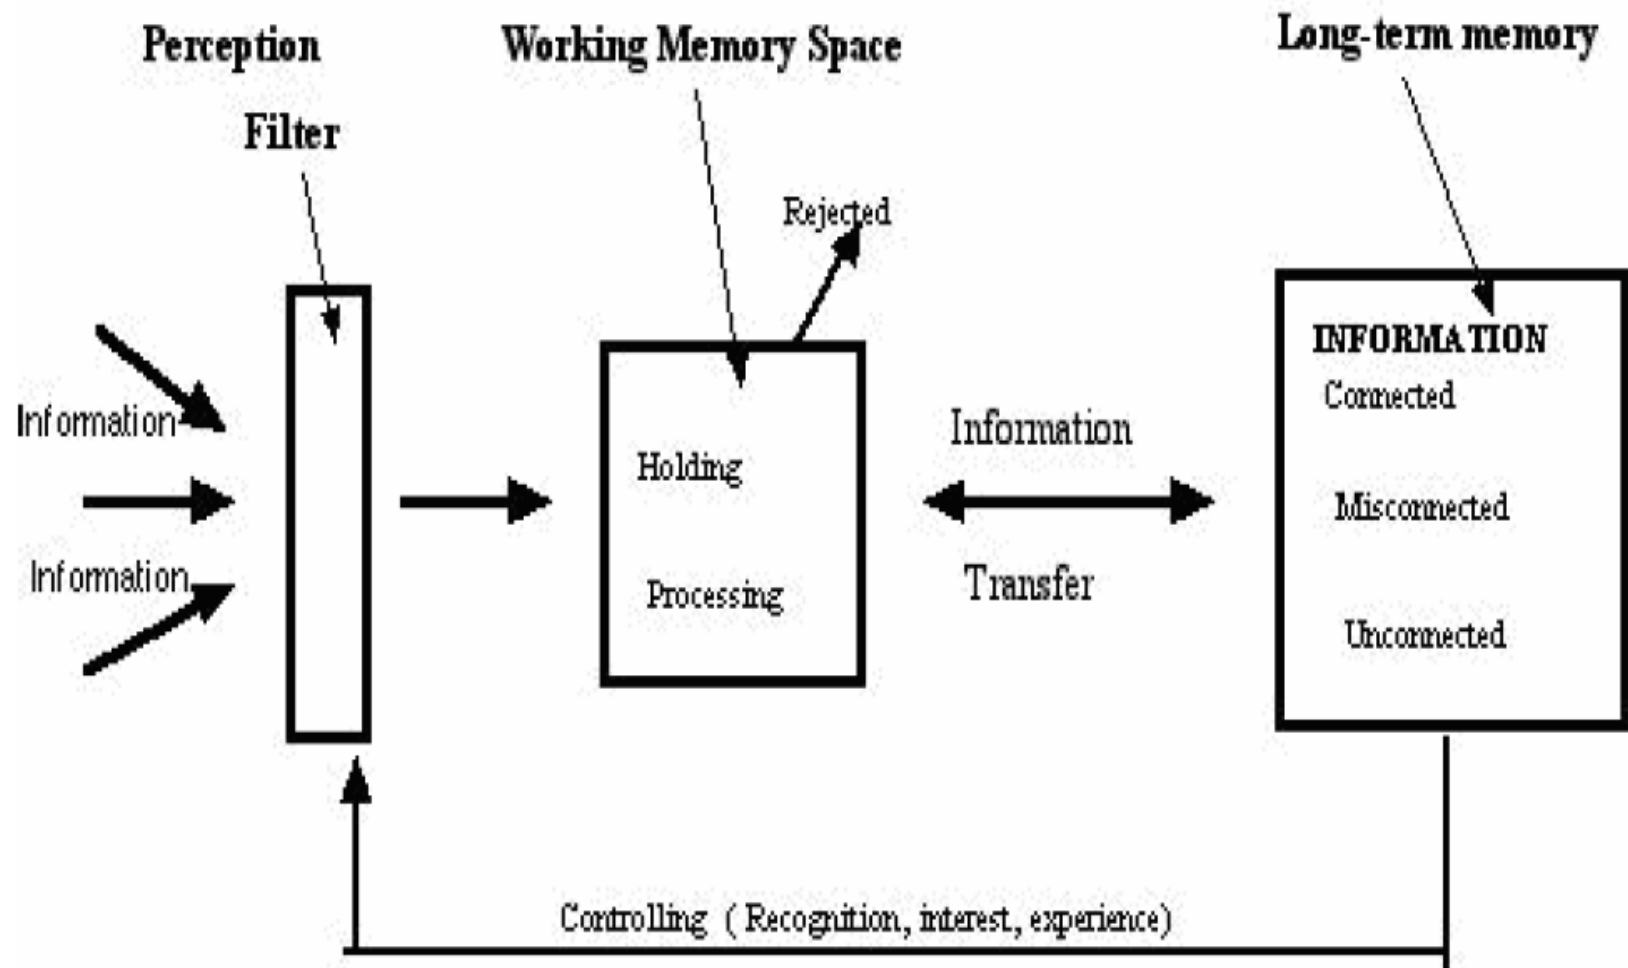 Perception
Working Memory Space
Long-term memory
Filter
Rejected
INFORMATION
Connected
Information
Information
Holding
Misconnected
Information
Transfer
Processing
Unconnected
Controlling ( Recognition, interest, experience)